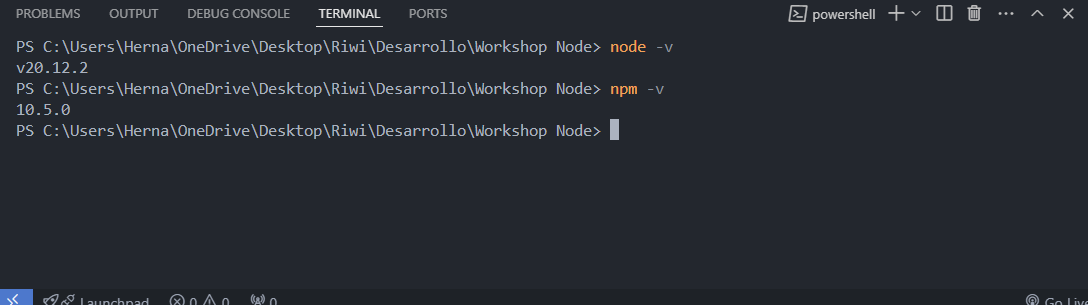 PROBLEMS OUTPUT DEBUG CONSOLE TERMINAL PORTS powershell
PS C:\Users\Herna\OneDrive\Desktop\Riwi\Desarrollo\Workshop Node> node -v
v20.12.2
PS C:\Users\Herna\OneDrive\Desktop\Riwi\Desarrollo\Workshop Node> npm -v
10.5.0
PS C:\Users\Herna\OneDrive\Desktop\Riwi\Desarrollo\Workshop Node>
Launchpad 0 0 0 Go Live